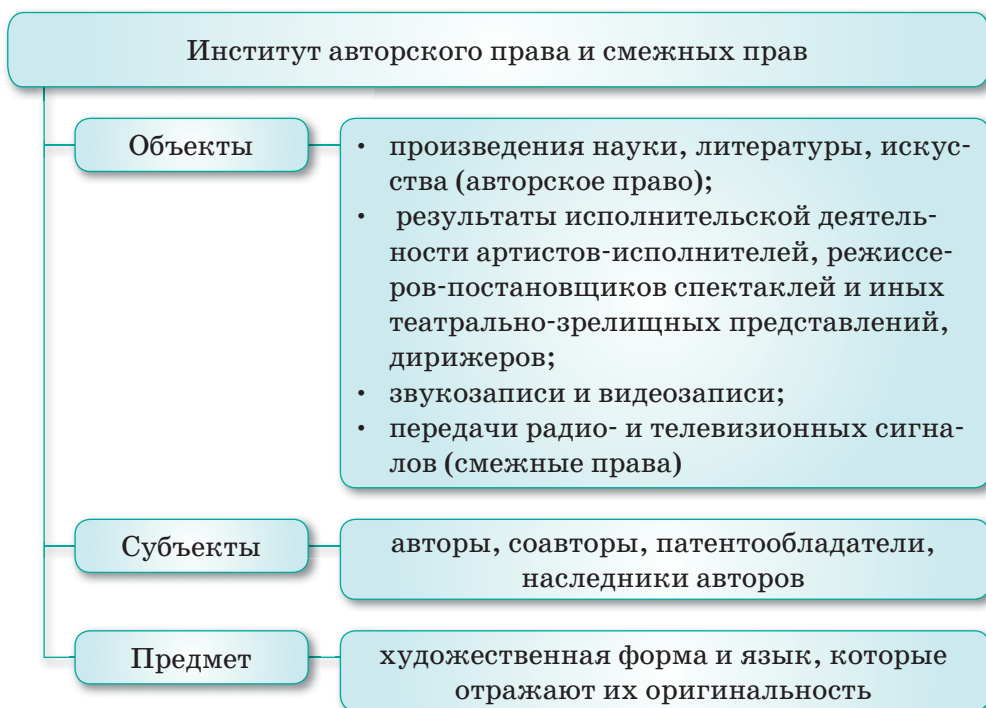 Институт авторского права и смежных прав
Объекты
• произведения науки, литературы, искус-
ства (авторское право);
• результаты исполнительской деятель-
ности артистов-исполнителей, режиссе-
ров-постановщиков спектаклей и иных
театрально-зрелищных представлений,
дирижеров;
• звукозаписи и видеозаписи;
• передачи радио- и телевизионных сигна-
лов (смежные права)
Субъекты
авторы, соавторы, патентообладатели,
наследники авторов
Предмет
художественная форма и язык, которые
отражают их оригинальность